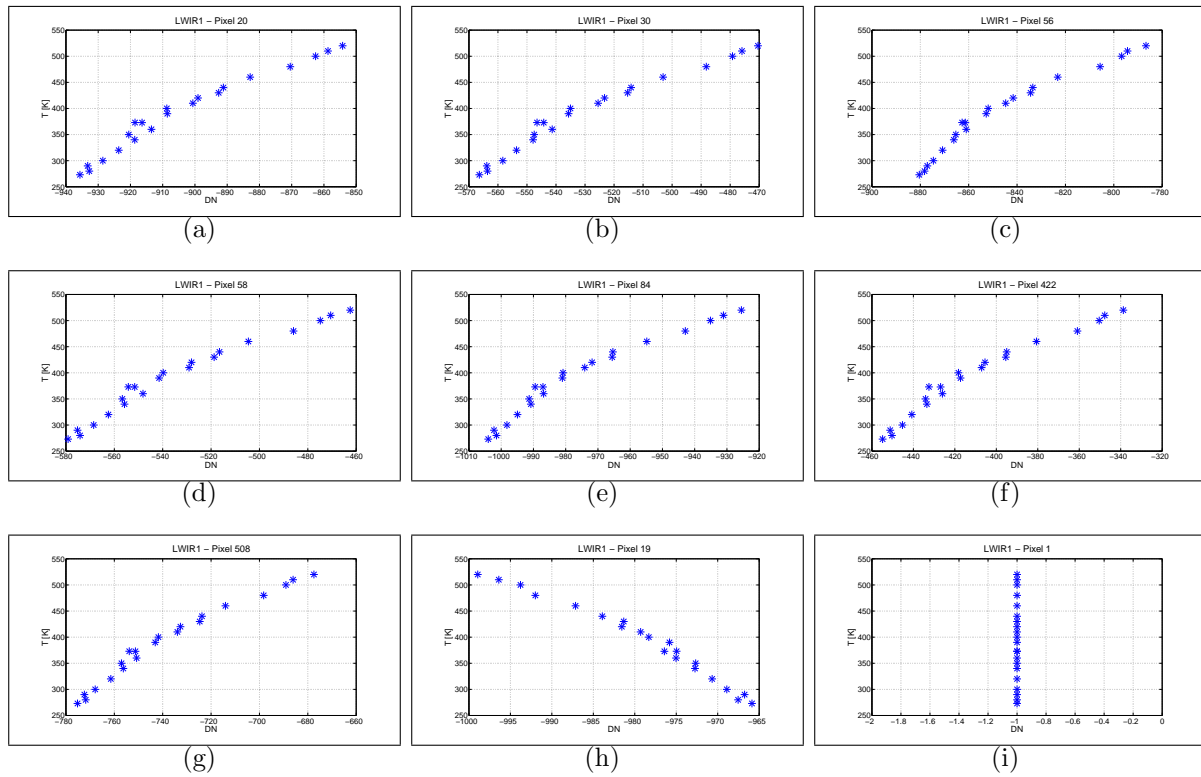 LWIR1 – Pixel 20
550
500
450
400
350
300
250
T [K]
−940 −930 −920 −910 −900 −890 −880 −870 −860 −850
DN
(a)
LWIR1 – Pixel 30
550
500
450
400
350
300
250
T [K]
−570 −560 −550 −540 −530 −520 −510 −500 −490 −480 −470
DN
(b)
LWIR1 – Pixel 56
550
500
450
400
350
300
250
T [K]
−900 −880 −860 −840 −820 −800 −780
DN
(c)
LWIR1 – Pixel 58
550
500
450
400
350
300
250
T [K]
−580 −560 −540 −520 −500 −480 −460
DN
(d)
LWIR1 – Pixel 84
550
500
450
400
350
300
250
T [K]
−1010 −1000 −990 −980 −970 −960 −950 −940 −930 −920
DN
(e)
LWIR1 – Pixel 422
550
500
450
400
350
300
250
T [K]
−460 −440 −420 −400 −380 −360 −340 −320
DN
(f)
LWIR1 – Pixel 508
550
500
450
400
350
300
250
T [K]
−780 −760 −740 −720 −700 −680 −660
DN
(g)
LWIR1 – Pixel 19
550
500
450
400
350
300
250
T [K]
−1000 −995 −990 −985 −980 −975 −970 −965
DN
(h)
LWIR1 – Pixel 1
550
500
450
400
350
300
250
T [K]
−2 −1.8 −1.6 −1.4 −1.2 −1 −0.8 −0.6 −0.4 −0.2 0
DN
(i)